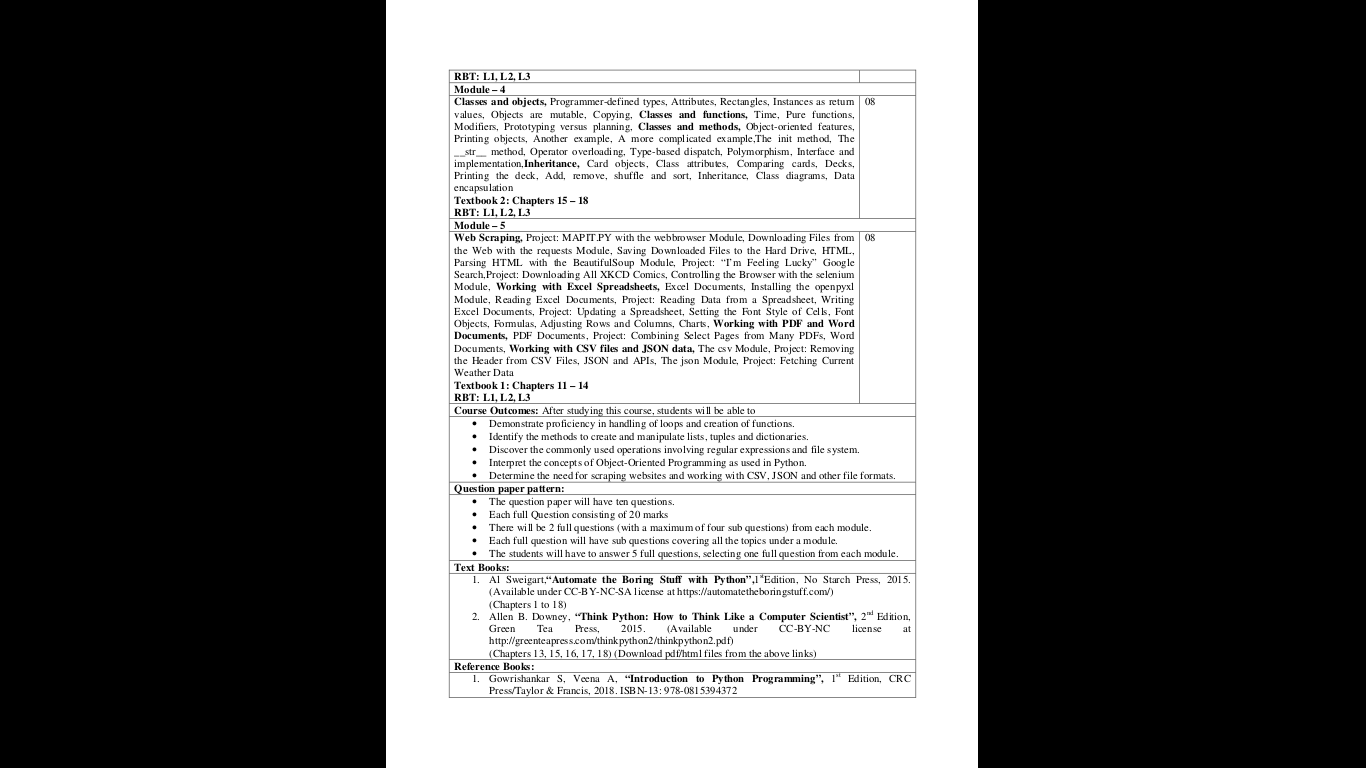 RBT: L1, L2, L3
Module – 4
Classes and objects, Programmer-defined types, Attributes, Rectangles, Instances as return 08
values, Objects are mutable, Copying, Classes and functions, Time, Pure functions,
Modifiers, Prototyping versus planning, Classes and methods, Object-oriented features,
Printing objects, Another example, A more complicated example,The init method, The
__str__ method, Operator overloading, Type-based dispatch, Polymorphism, Interface and
implementation,Inheritance, Card objects, Class attributes, Comparing cards, Decks,
Printing the deck, Add, remove, shuffle and sort, Inheritance, Class diagrams, Data
encapsulation
Textbook 2: Chapters 15 – 18
RBT: L1, L2, L3
Module – 5
Web Scraping, Project: MAPIT.PY with the webbrowser Module, Downloading Files from 08
the Web with the requests Module, Saving Downloaded Files to the Hard Drive, HTML,
Parsing HTML with the BeautifulSoup Module, Project: “I’m Feeling Lucky” Google
Search,Project: Downloading All XKCD Comics, Controlling the Browser with the selenium
Module, Working with Excel Spreadsheets, Excel Documents, Installing the openpyxl
Module, Reading Excel Documents, Project: Reading Data from a Spreadsheet, Writing
Excel Documents, Project: Updating a Spreadsheet, Setting the Font Style of Cells, Font
Objects, Formulas, Adjusting Rows and Columns, Charts, Working with PDF and Word
Documents, PDF Documents, Project: Combining Select Pages from Many PDFs, Word
Documents, Working with CSV files and JSON data, The csv Module, Project: Removing
the Header from CSV Files, JSON and APIs, The json Module, Project: Fetching Current
Weather Data
Textbook 1: Chapters 11 – 14
RBT: L1, L2, L3
Course Outcomes: After studying this course, students will be able to
• Demonstrate proficiency in handling of loops and creation of functions.
• Identify the methods to create and manipulate lists, tuples and dictionaries.
• Discover the commonly used operations involving regular expressions and file system.
• Interpret the concepts of Object-Oriented Programming as used in Python.
• Determine the need for scraping websites and working with CSV, JSON and other file formats.
Question paper pattern:
• The question paper will have ten questions.
• Each full Question consisting of 20 marks
• There will be 2 full questions (with a maximum of four sub questions) from each module.
• Each full question will have sub questions covering all the topics under a module.
• The students will have to answer 5 full questions, selecting one full question from each module.
Text Books:
1. Al Sweigart,“Automate the Boring Stuff with Python”,1stEdition, No Starch Press, 2015.
(Available under CC-BY-NC-SA license at https://automatetheboringstuff.com/)
(Chapters 1 to 18)
2. Allen B. Downey, “Think Python: How to Think Like a Computer Scientist”, 2nd Edition,
Green Tea Press, 2015. (Available under CC-BY-NC license at
http://greenteapress.com/thinkpython2/thinkpython2.pdf)
(Chapters 13, 15, 16, 17, 18) (Download pdf/html files from the above links)
Reference Books:
1. Gowrishankar S, Veena A, “Introduction to Python Programming”, 1st Edition, CRC
Press/Taylor & Francis, 2018. ISBN-13: 978-0815394372